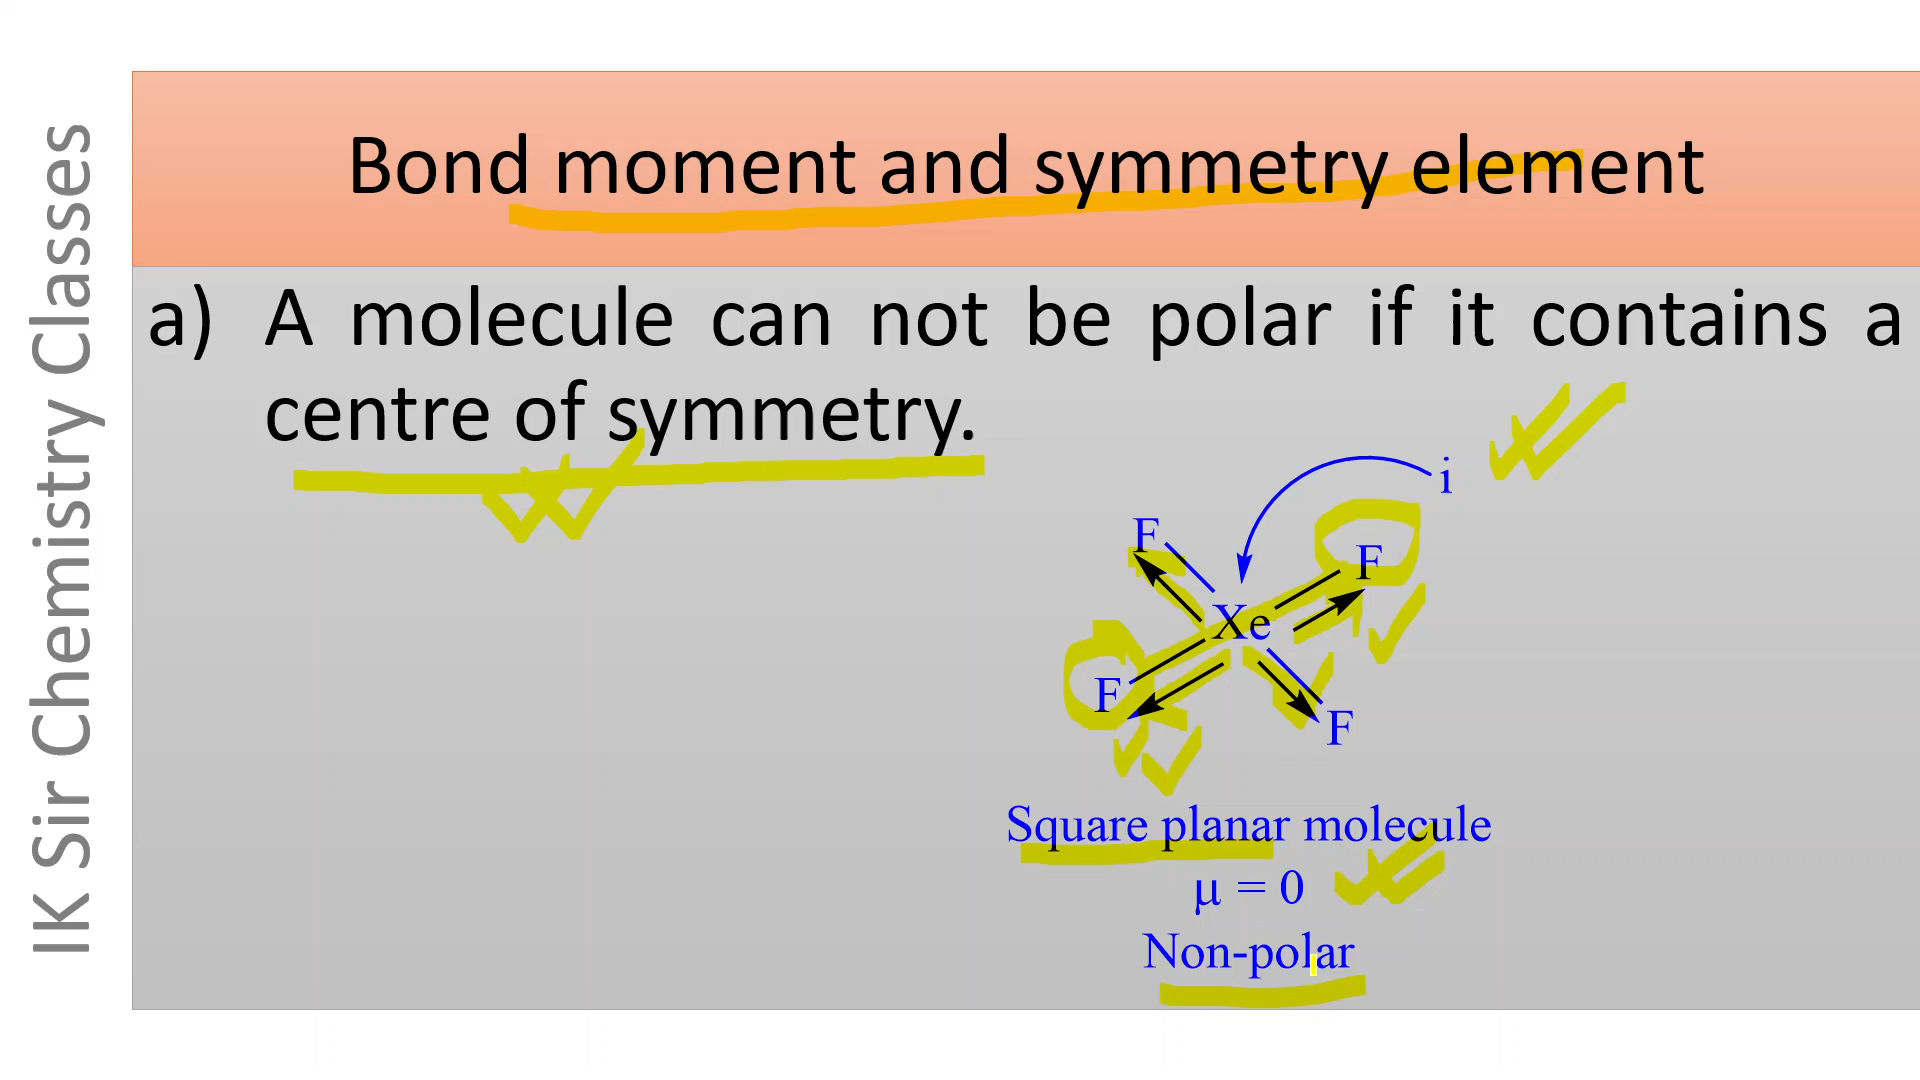 IK Sir Chemistry Classes
Bond moment and symmetry element
a) A molecule can not be polar if it contains a
centre of symmetry.
i
F
F
Xe
F
F
Square planar molecule
μ = 0
Non-polar